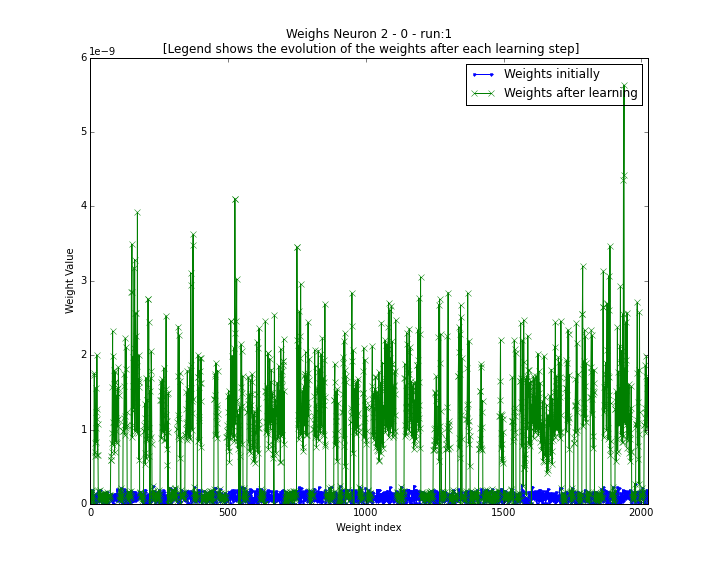 Weighs Neuron 2 - 0 - run:1
[Legend shows the evolution of the weights after each learning step]
1e−9
Weights initially
Weights after learning
6
5
4
3
2
1
0
Weight Value
0
500
1000
1500
2000
Weight index